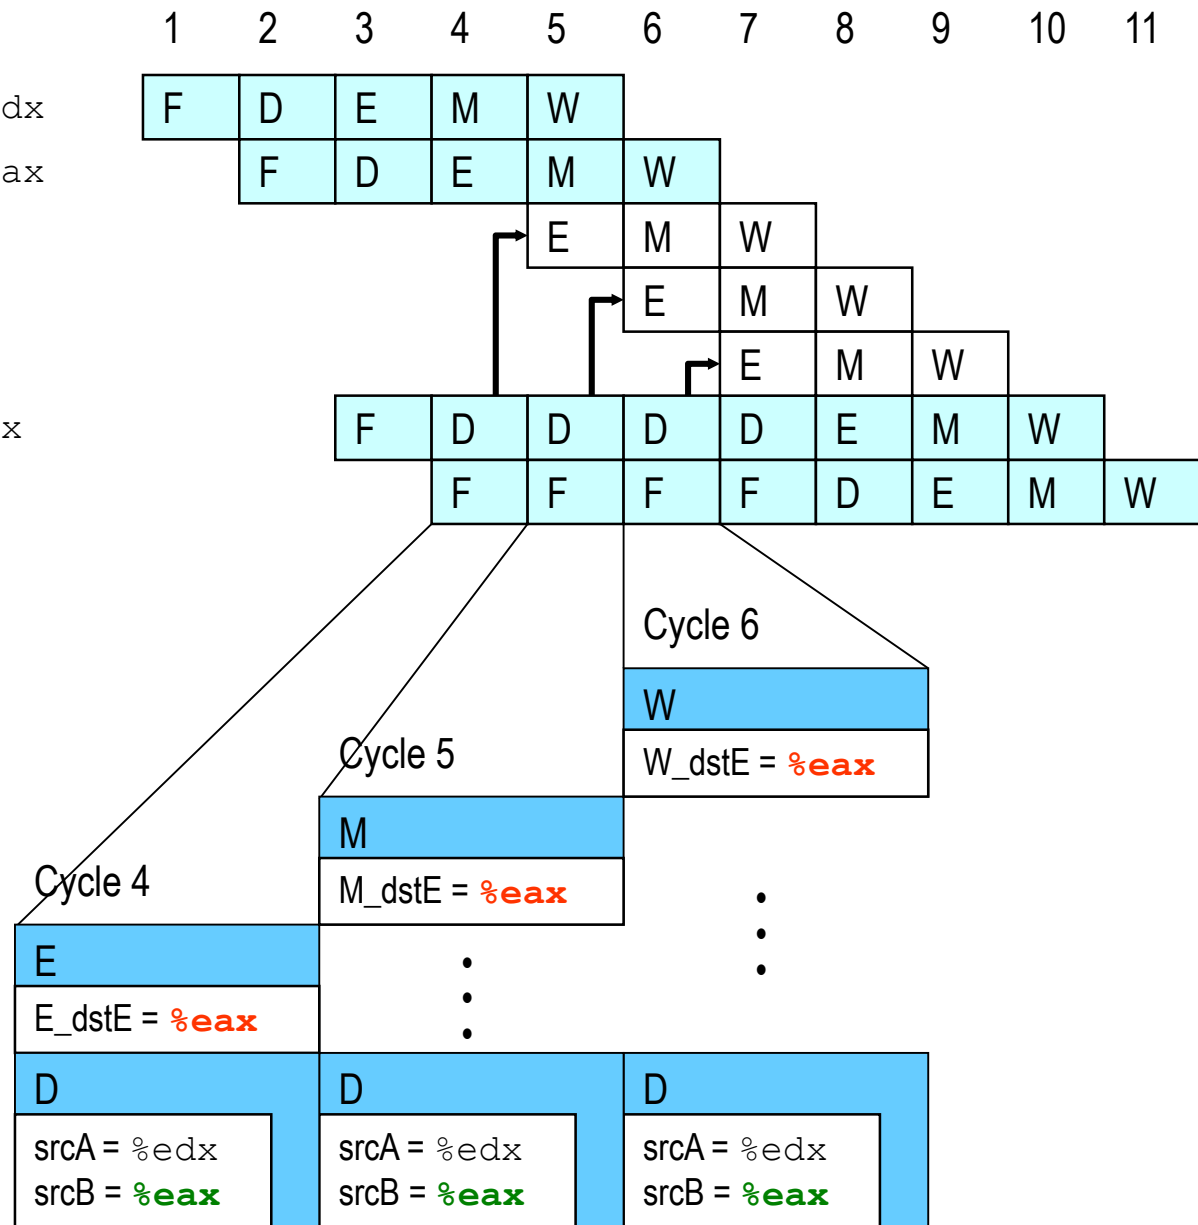 1 2 3 4 5 6 7 8 9 10 11
dx F D E M W
ax F D E M W
E M W
E M W
E M W
x F D D D D E M W
F F F F D E M W
Cycle 6
W
W_dstE = %eax
Cycle 5
M
M_dstE = %eax
Cycle 4
E
E_dstE = %eax
D D D
srcA = %edx srcA = %edx srcA = %edx
srcB = %eax srcB = %eax srcB = %eax